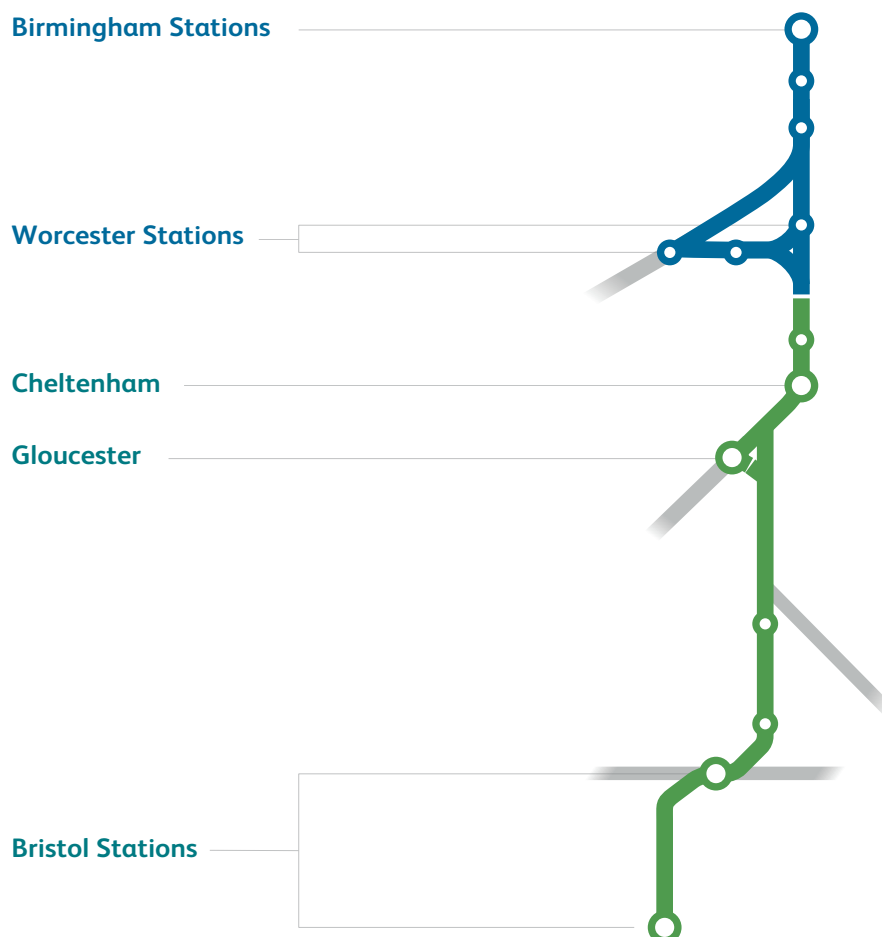 Birmingham Stations
Worcester Stations
Cheltenham
Gloucester
Bristol Stations